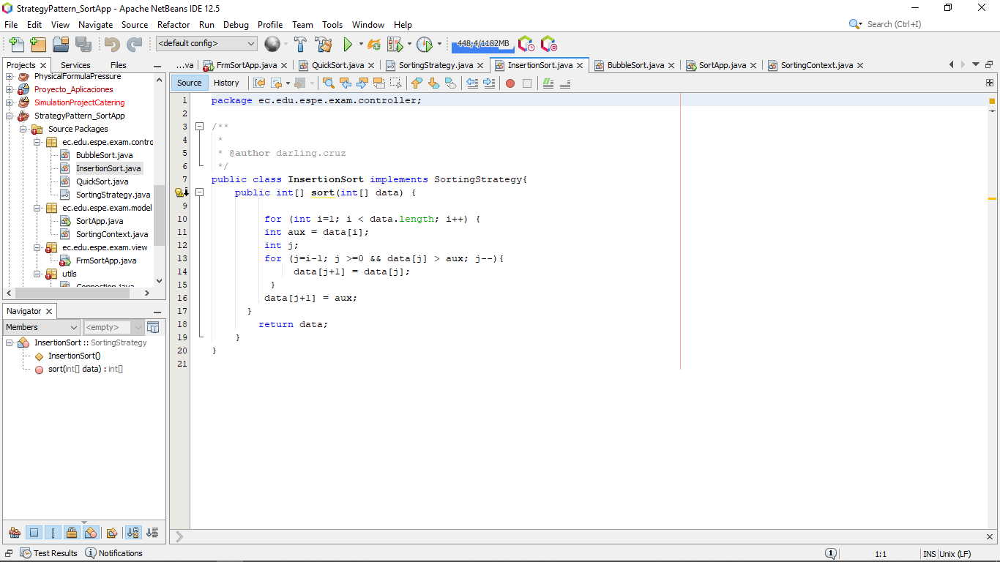 StrategyPattern_SortApp - Apache NetBeans IDE 12.5
File Edit View Navigate Source Refactor Run Debug Profile Team Tools Window Help
Search (Ctrl+I)
<default config>
448,4/1182MB
Projects Services Files
...va FrmSortApp.java QuickSort.java SortingStrategy.java InsertionSort.java BubbleSort.java SortApp.java SortingContext.java
Source History
PhysicalFormulaPressure
Proyecto_Aplicaciones
SimulationProjectCatering
StrategyPattern_SortApp
Source Packages
ec.edu.espe.exam.contro
BubbleSort.java
InsertionSort.java
QuickSort.java
SortingStrategy.java
ec.edu.espe.exam.model
SortApp.java
SortingContext.java
ec.edu.espe.exam.view
FrmSortApp.java
utils
Connection.java
Navigator
Members <empty>
InsertionSort :: SortingStrategy
InsertionSort()
sort(int[] data) : int[]
1 package ec.edu.espe.exam.controller;
2
3 /**
4 *
5 * @author darling.cruz
6 */
7 public class InsertionSort implements SortingStrategy{
public int[] sort(int[] data) {
9
10 for (int i=1; i < data.length; i++) {
11 int aux = data[i];
12 int j;
13 for (j=i-1; j >=0 && data[j] > aux; j--){
14 data[j+1] = data[j];
15 }
16 data[j+1] = aux;
17 }
18 return data;
19 }
20 }
21
Test Results Notifications
1
1:1
INS Unix (LF)